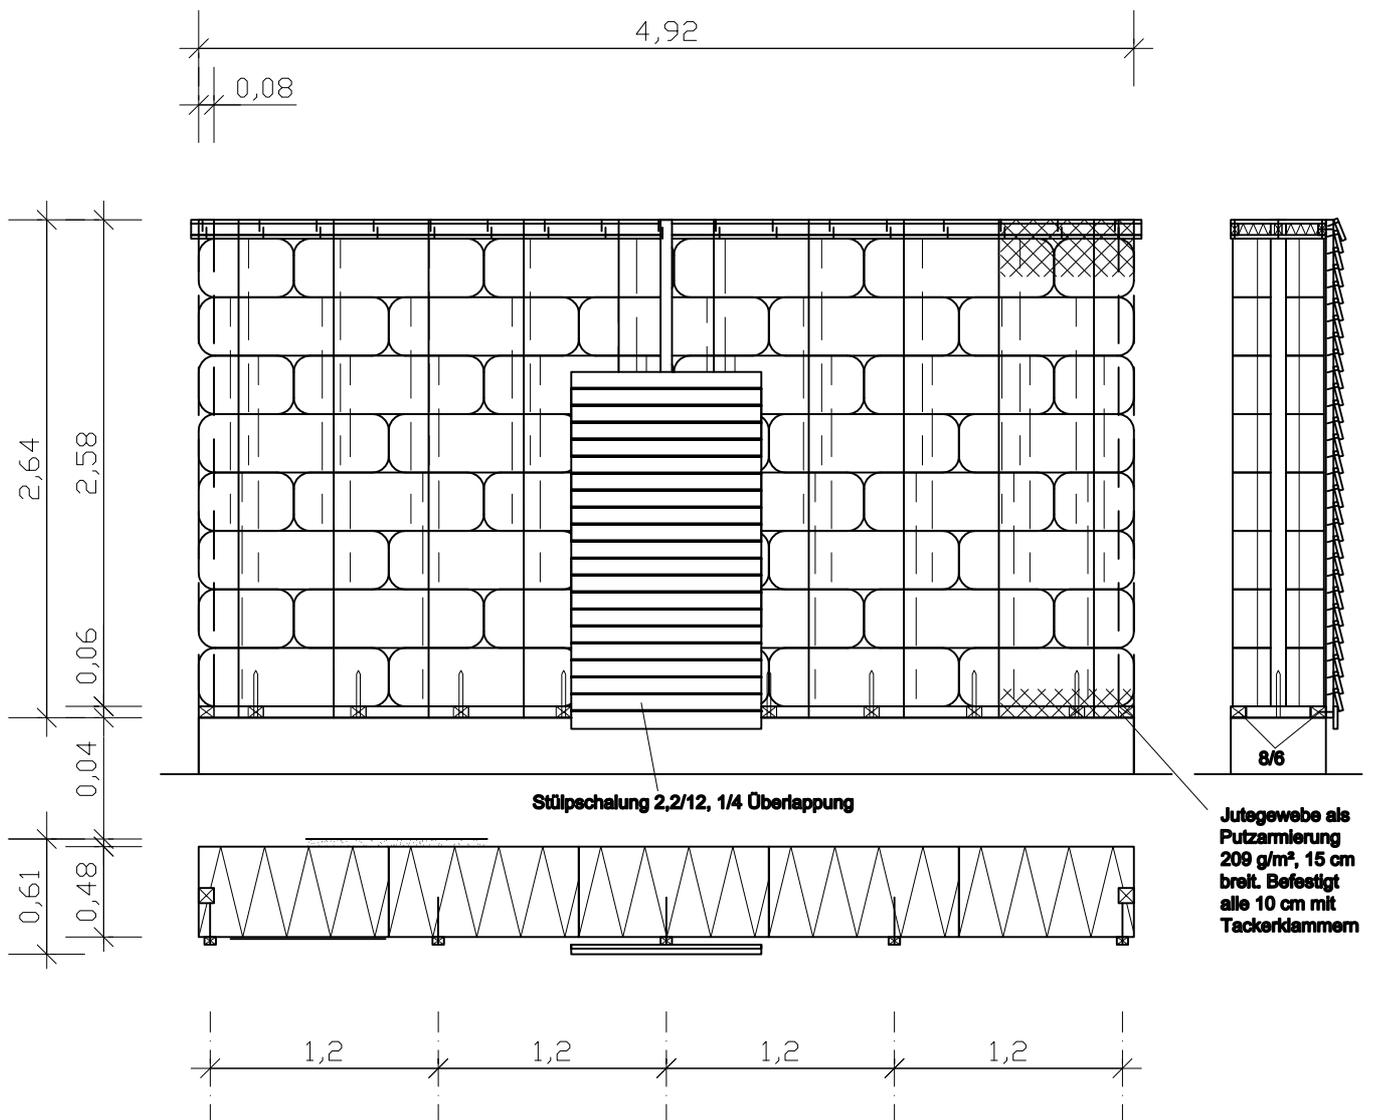 4,92
0,08
2,64
2,58
0,06
0,04
8/6
Stülpschalung 2,2/12, 1/4 Überlappung
Jutegewebe als
Putzarmierung
209 g/m², 15 cm
breit. Befestigt
alle 10 cm mit
Tackerklammern
0,61
0,48
1,2
1,2
1,2
1,2